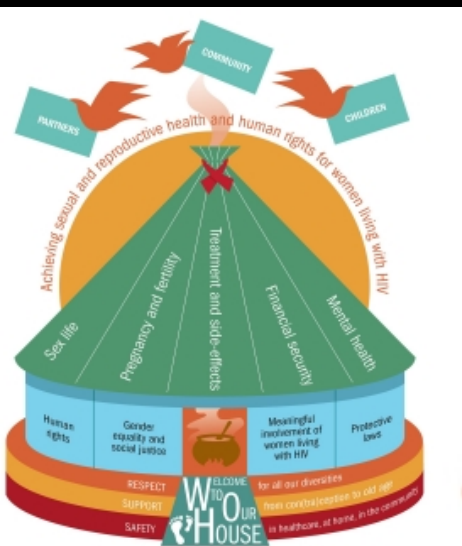 COMMUNITY
PARTNERS
CHILDREN
Achieving sexual and reproductive health and human rights for women living with HIV
Sex life
Pregnancy and fertility
Treatment and side-effects
Financial security
Mental health
Human
rights
Gender
equality and
social justice
Meaningful
involvement of
women living
with HIV
Protective
laws
RESPECT
for all our diversities
SUPPORT
from con(tra)ception to old age
SAFETY
in healthcare, at home, in the community
WELCOME
TO OUR
HOUSE